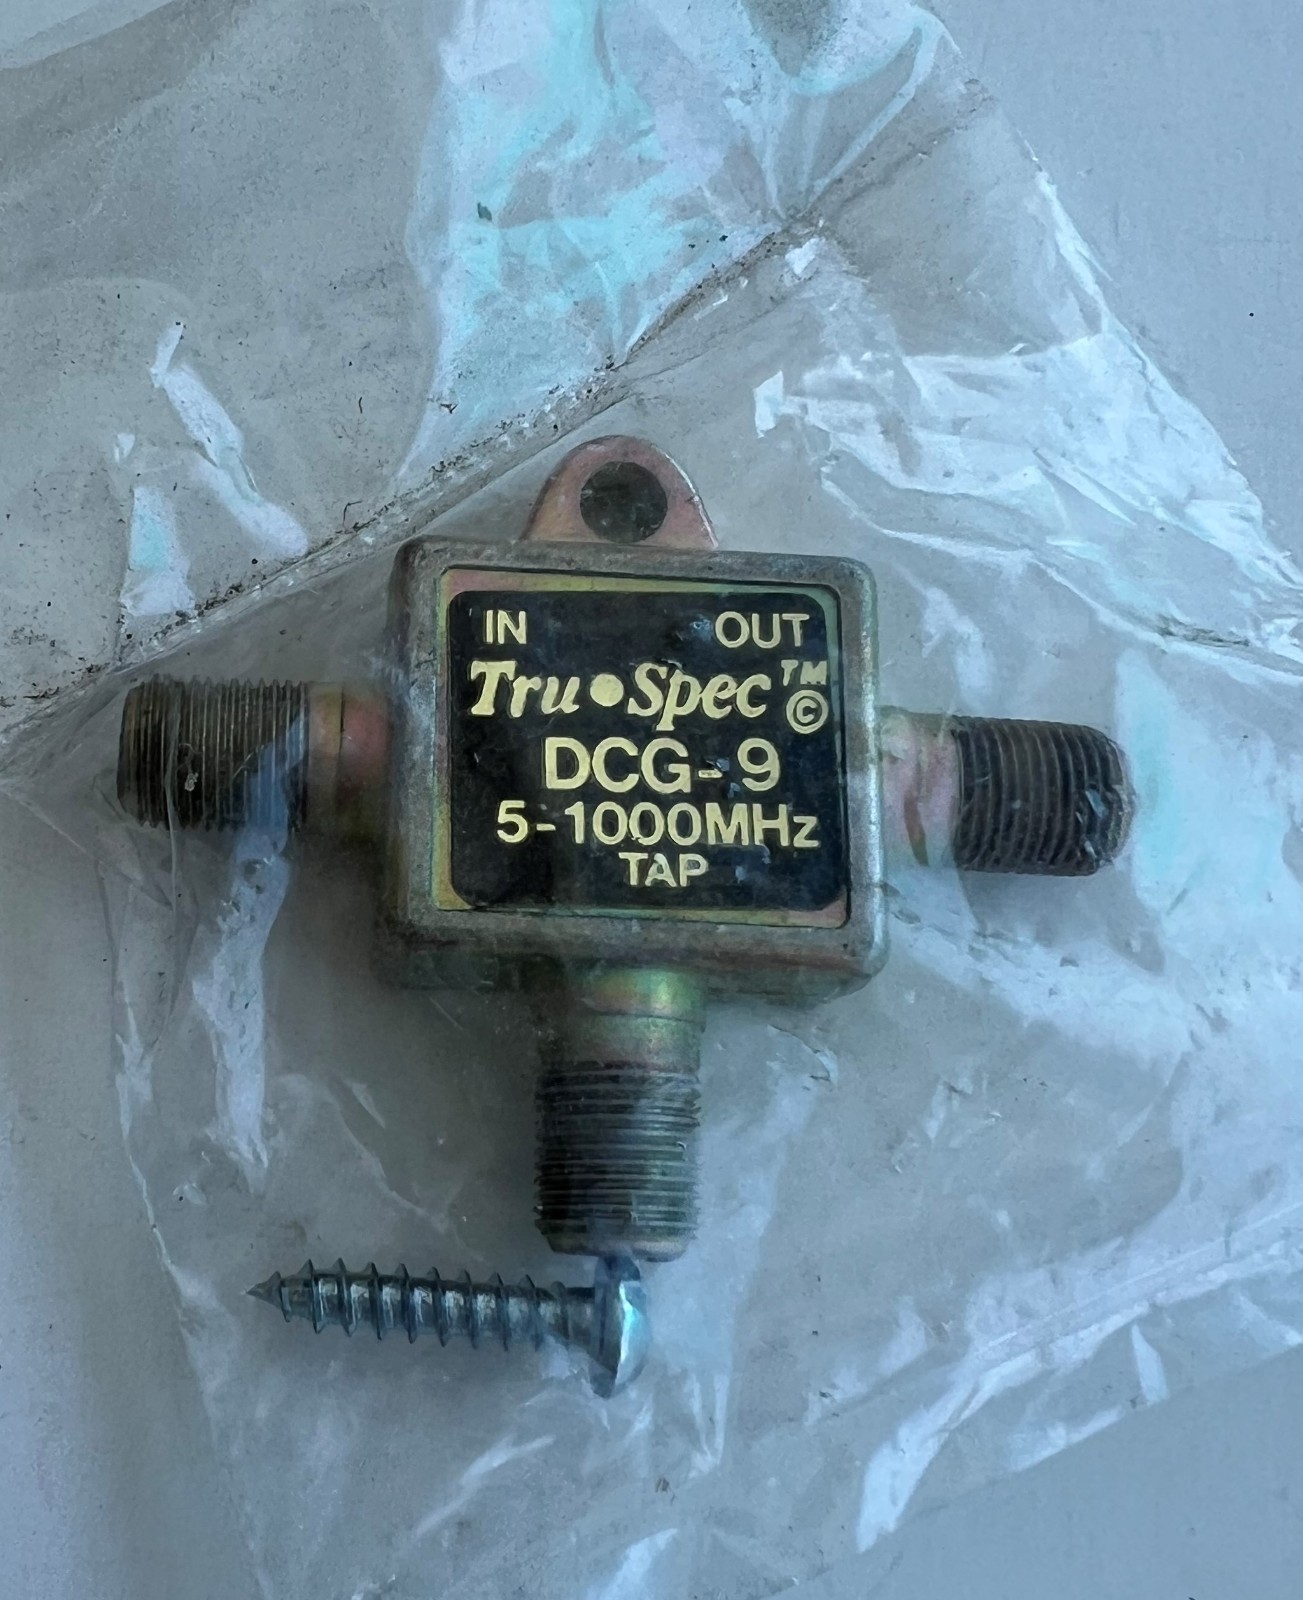 IN OUT
Tru•Spec™ ©
DCG-9
5-1000MHz
TAP